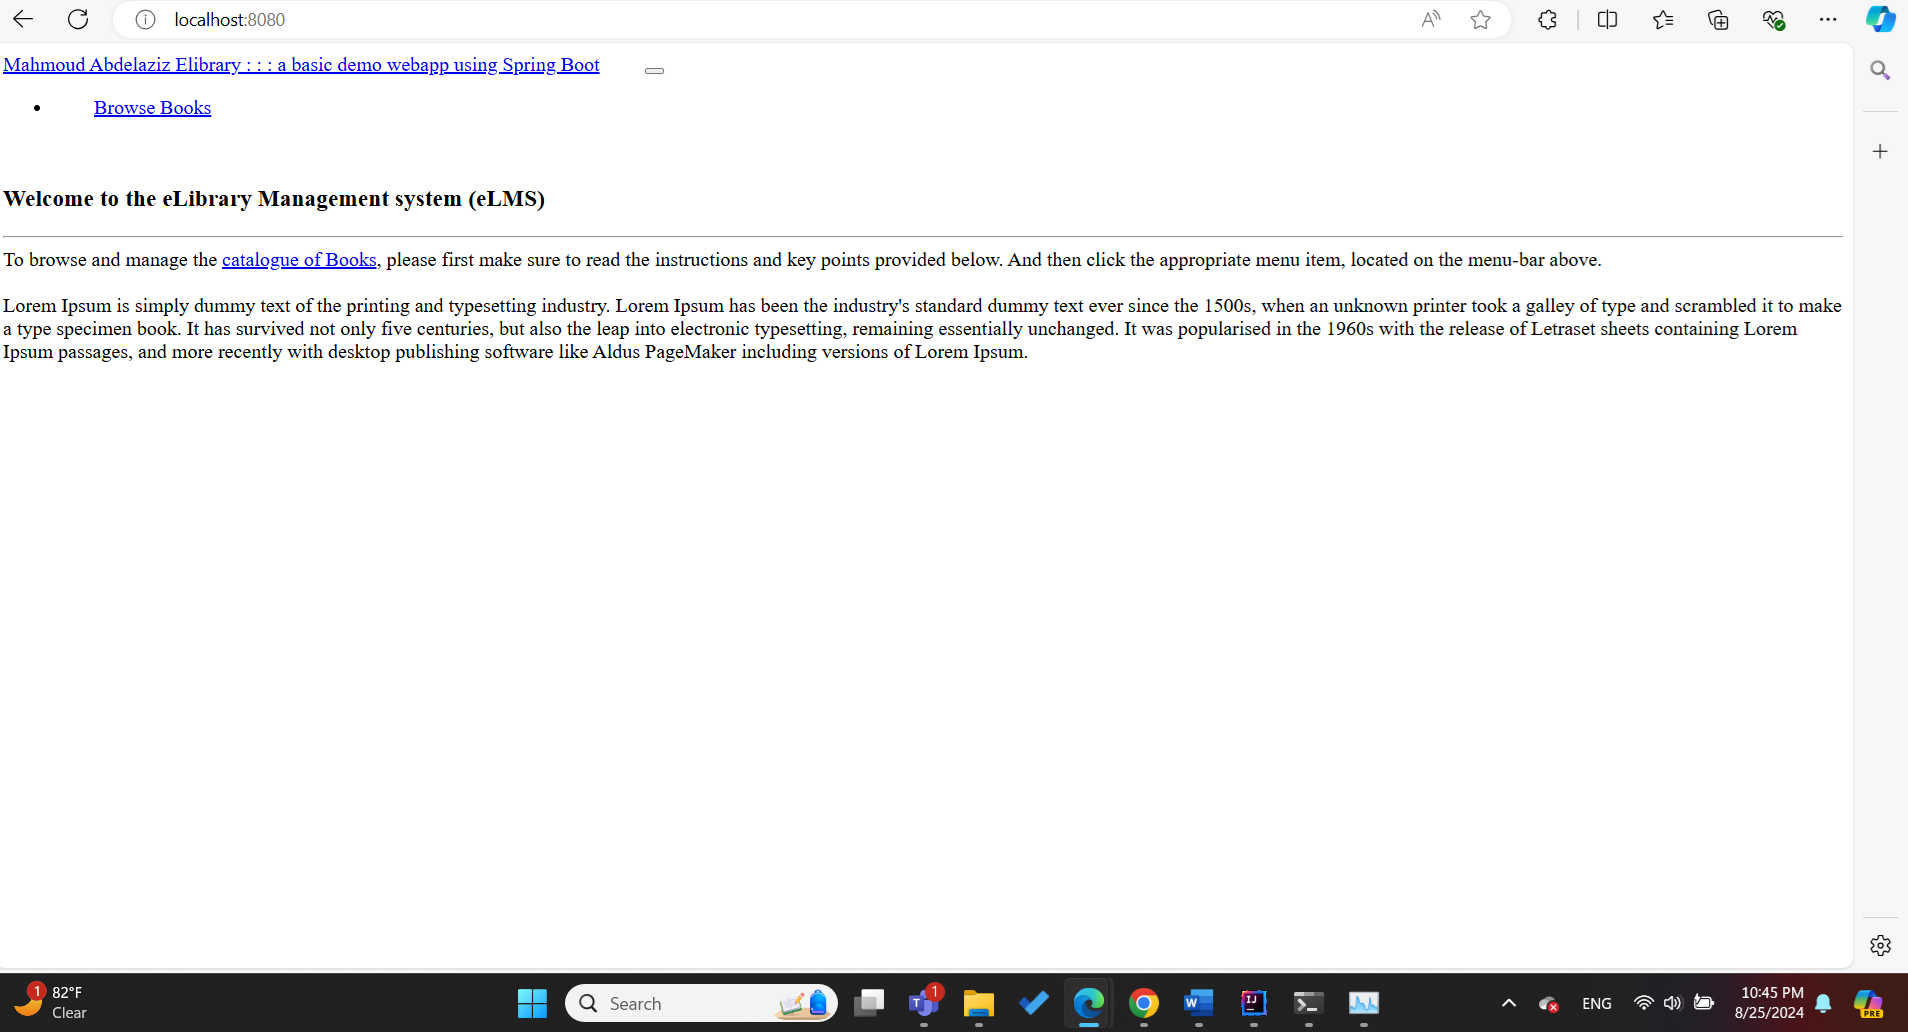 localhost:8080
Mahmoud Abdelaziz Elibrary : : : a basic demo webapp using Spring Boot
Browse Books
Welcome to the eLibrary Management system (eLMS)
To browse and manage the catalogue of Books, please first make sure to read the instructions and key points provided below. And then click the appropriate menu item, located on the menu-bar above.
Lorem Ipsum is simply dummy text of the printing and typesetting industry. Lorem Ipsum has been the industry's standard dummy text ever since the 1500s, when an unknown printer took a galley of type and scrambled it to make
a type specimen book. It has survived not only five centuries, but also the leap into electronic typesetting, remaining essentially unchanged. It was popularised in the 1960s with the release of Letraset sheets containing Lorem
Ipsum passages, and more recently with desktop publishing software like Aldus PageMaker including versions of Lorem Ipsum.
1
82°F
Clear
Search
T
1
W
IJ
ENG
10:45 PM
8/25/2024
PRE